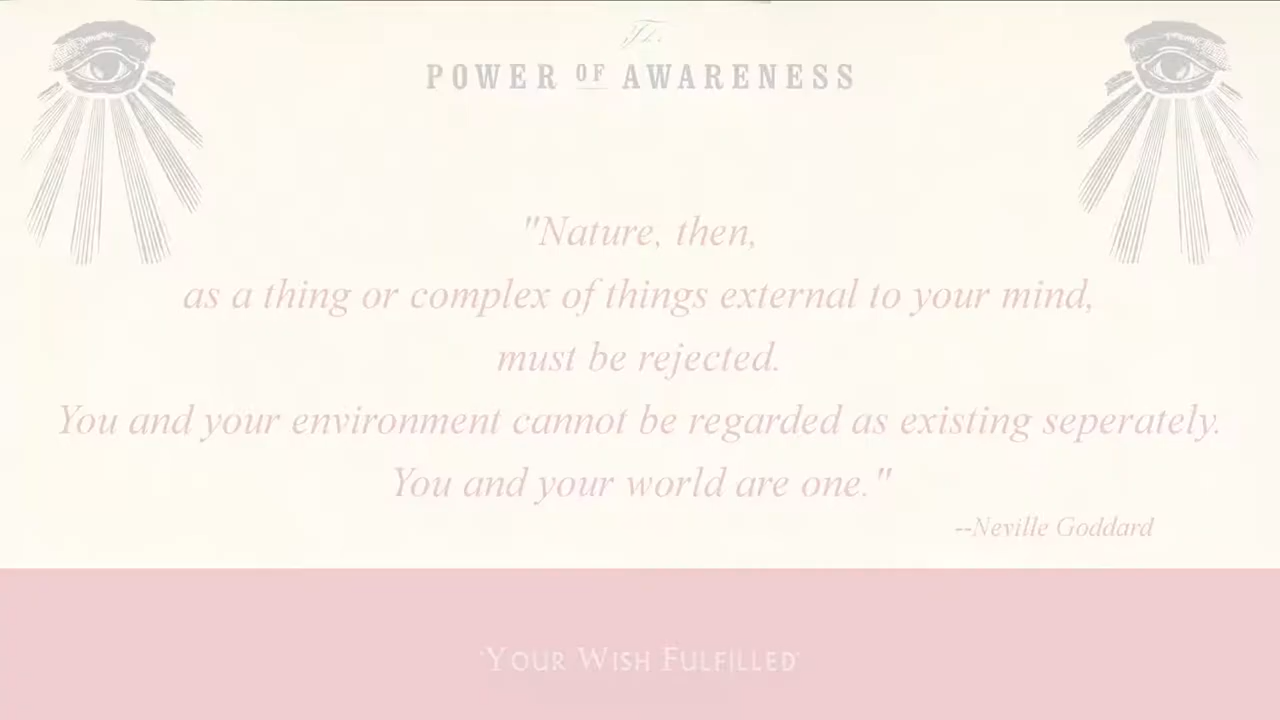 The
POWER OF AWARENESS
"Nature, then,
as a thing or complex of things external to your mind,
must be rejected.
You and your environment cannot be regarded as existing seperately.
You and your world are one."
--Neville Goddard
'YOUR WISH FULFILLED'